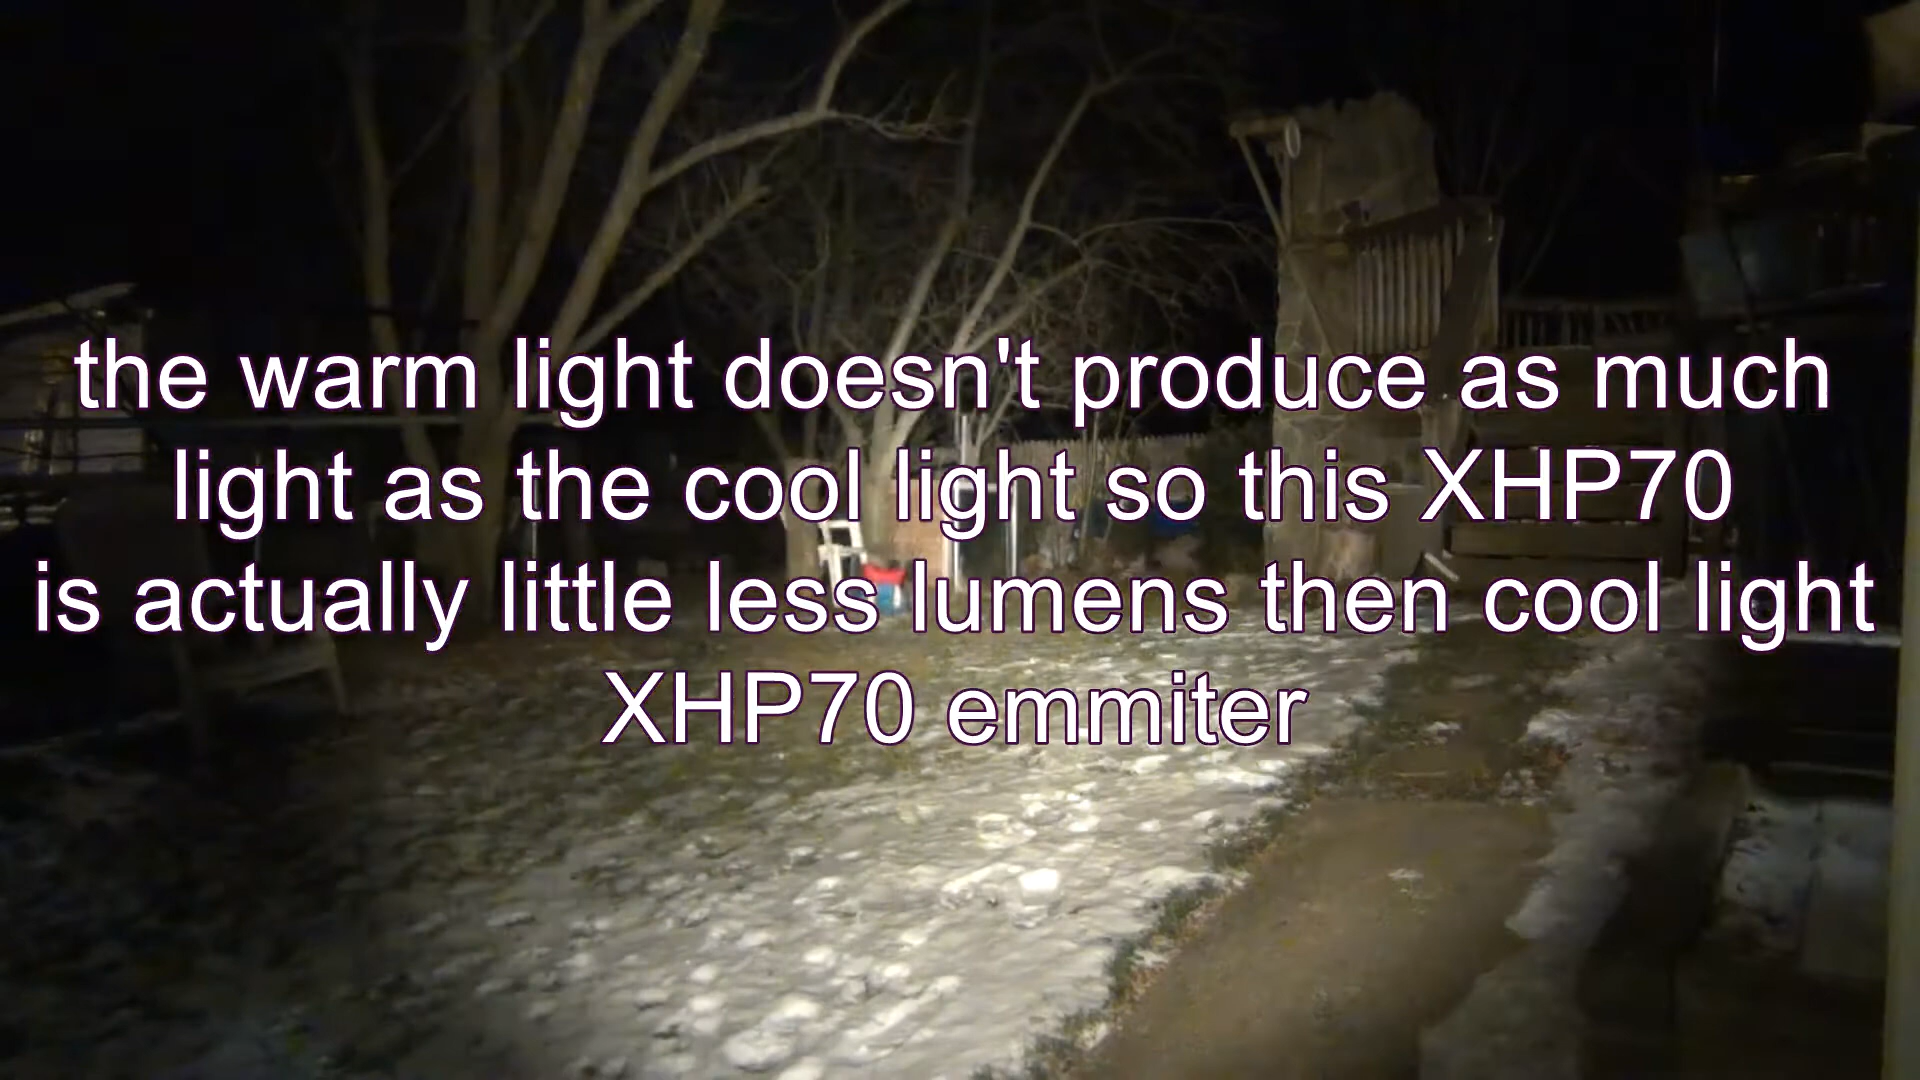 the warm light doesn't produce as much
light as the cool light so this XHP70
is actually little less lumens then cool light
XHP70 emmiter